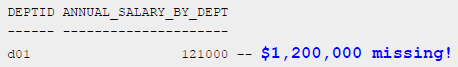 DEPTID ANNUAL_SALARY_BY_DEPT
------ ---------------------
d01 121000 -- $1,200,000 missing!